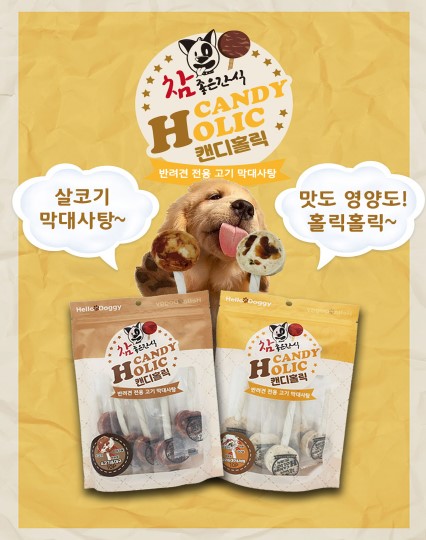 참 좋은간식
CANDY
HOLIC
캔디홀릭
반려견 전용 고기 막대사탕
살코기
막대사탕~
맛도 영양도!
홀릭홀릭~
Hello Doggy
참 좋은간식
CANDY
HOLIC
캔디홀릭
반려견 전용 고기 막대사탕
Hello Doggy
참 좋은간식
CANDY
HOLIC
캔디홀릭
반려견 전용 고기 막대사탕